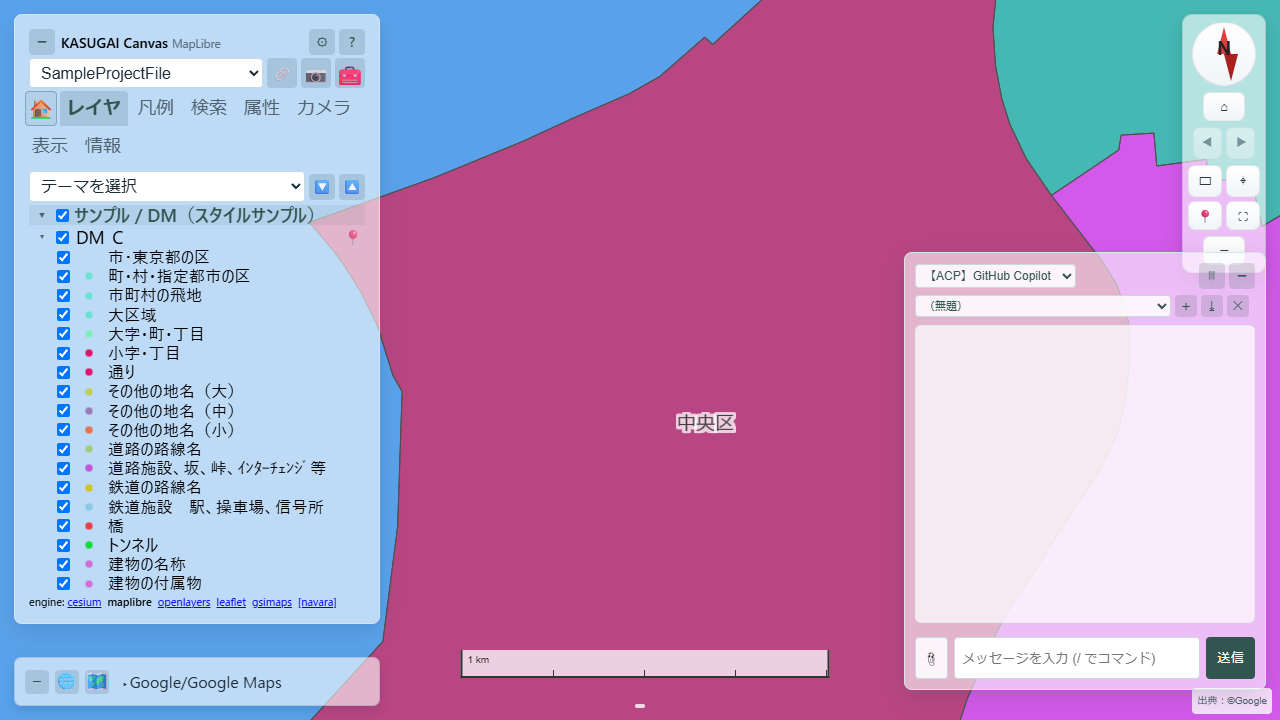 KASUGAI Canvas MapLibre
?
SampleProjectFile
レイヤ 凡例 検索 属性 カメラ
表示 情報
テーマを選択
サンプル / DM（スタイルサンプル）
DM C
市･東京都の区
町･村･指定都市の区
市町村の飛地
大区域
大字･町･丁目
小字･丁目
通り
その他の地名（大）
その他の地名（中）
その他の地名（小）
道路の路線名
道路施設、坂、峠、ｲﾝﾀｰﾁｪﾝｼﾞ等
鉄道の路線名
鉄道施設　駅、操車場、信号所
橋
トンネル
建物の名称
建物の付属物
engine: cesium maplibre openlayers leaflet gsimaps [navara]
Google/Google Maps
中央区
1 km
N
【ACP】GitHub Copilot
（無題）
メッセージを入力 (/ でコマンド)
送信
出典：©Google